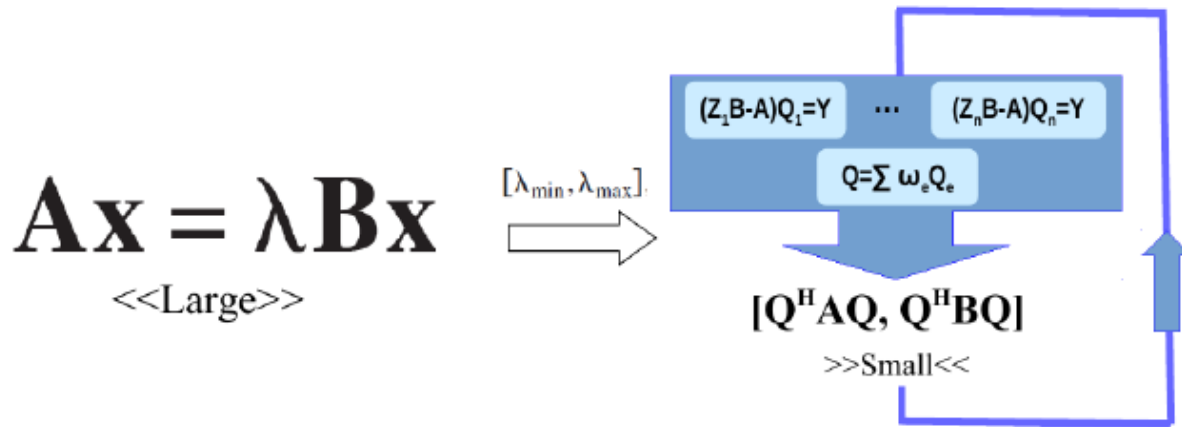 Ax = λBx
<<Large>>
[λmin, λmax].
(Z₁B-A)Q₁=Y ... (ZₙB-A)Qₙ=Y
Q=∑ ωₑQₑ
[QᴴAQ, QᴴBQ]
>>Small<<